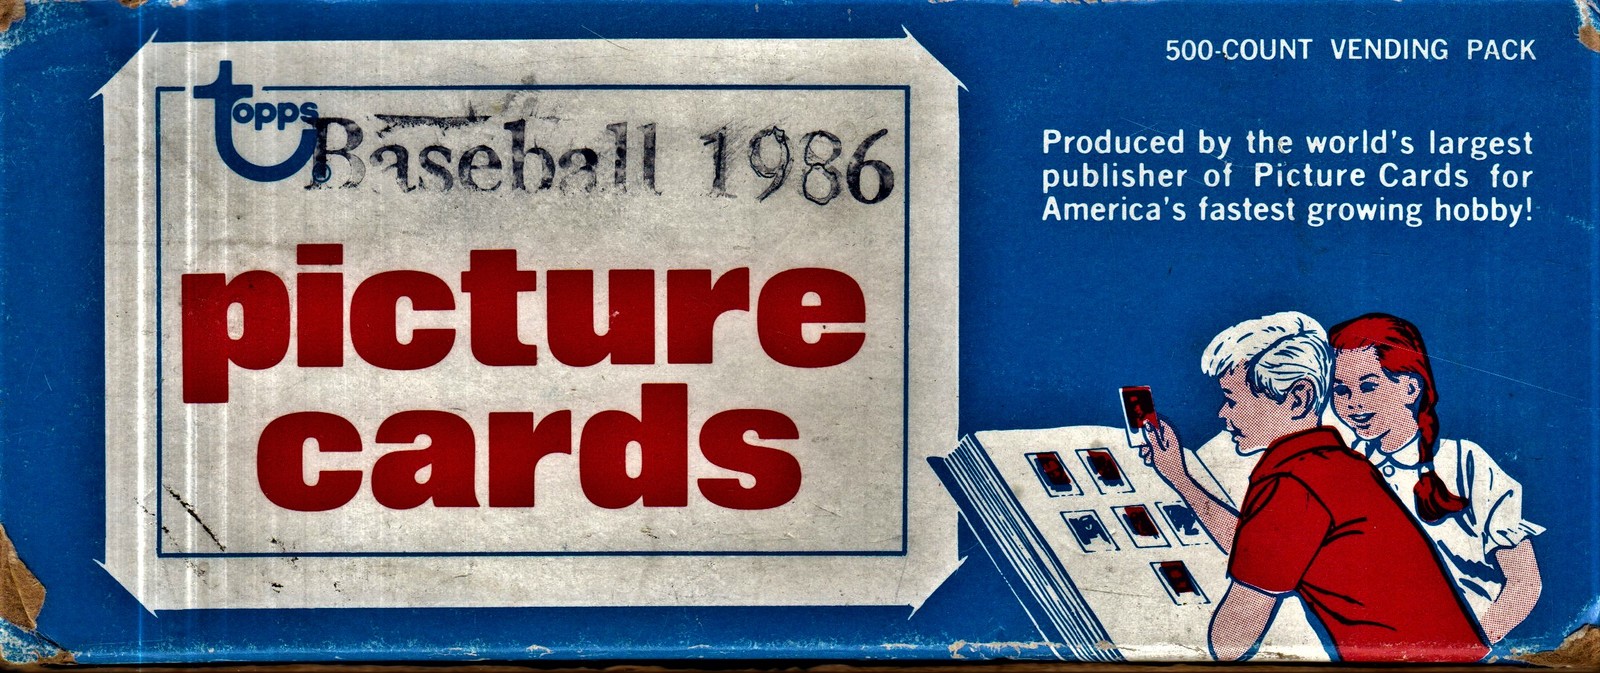 topps
Baseball 1986
picture
cards
500-COUNT VENDING PACK
Produced by the world's largest
publisher of Picture Cards for
America's fastest growing hobby!